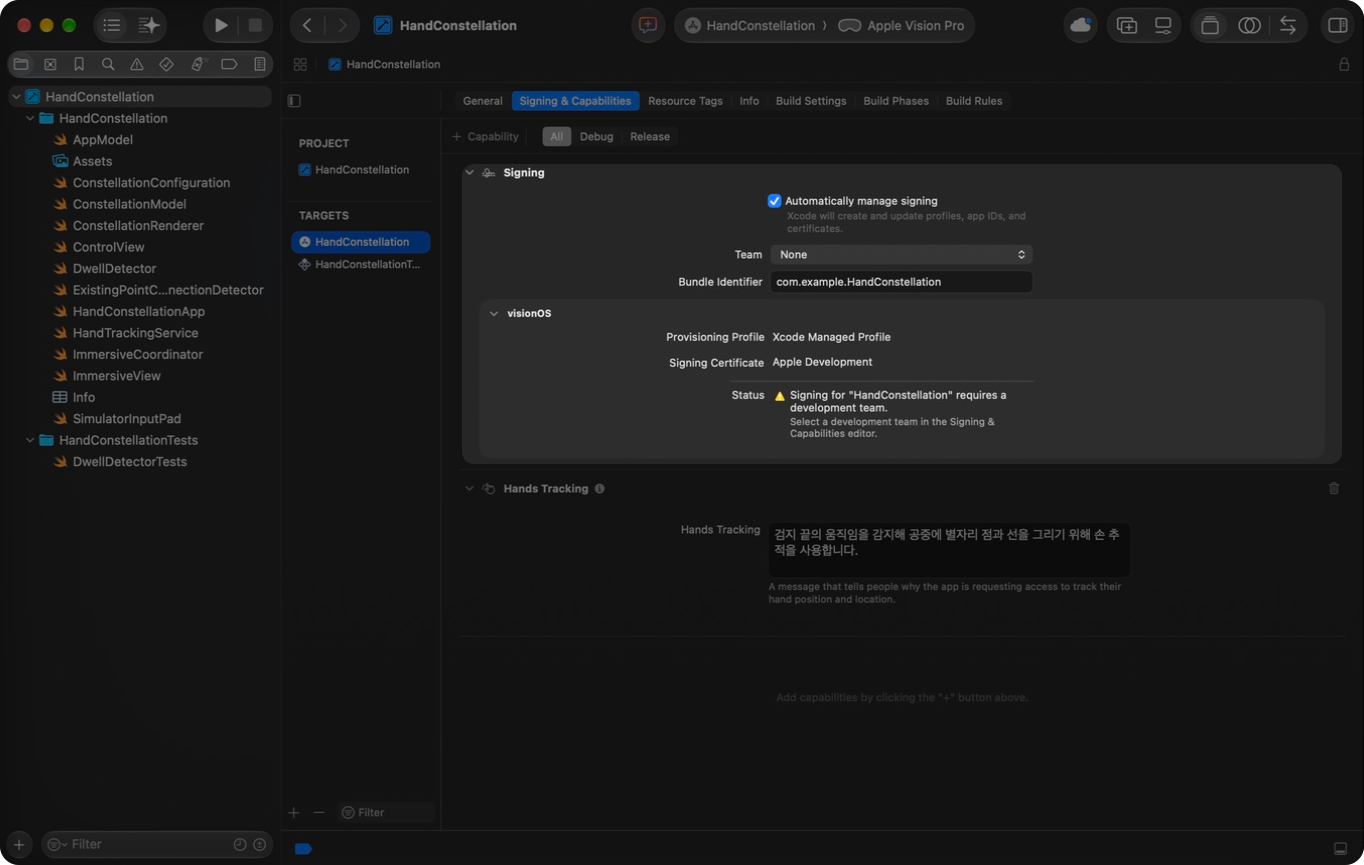 HandConstellation
HandConstellation 〉 Apple Vision Pro
HandConstellation
HandConstellation
HandConstellation
AppModel
Assets
ConstellationConfiguration
ConstellationModel
ConstellationRenderer
ControlView
DwellDetector
ExistingPointC...nectionDetector
HandConstellationApp
HandTrackingService
ImmersiveCoordinator
ImmersiveView
Info
SimulatorInputPad
HandConstellationTests
DwellDetectorTests
Filter
PROJECT
HandConstellation
TARGETS
HandConstellation
HandConstellationT...
Filter
General Signing & Capabilities Resource Tags Info Build Settings Build Phases Build Rules
+ Capability All Debug Release
Signing
Automatically manage signing
Xcode will create and update profiles, app IDs, and
certificates.
Team None
Bundle Identifier com.example.HandConstellation
visionOS
Provisioning Profile Xcode Managed Profile
Signing Certificate Apple Development
Status Signing for "HandConstellation" requires a
development team.
Select a development team in the Signing &
Capabilities editor.
Hands Tracking
Hands Tracking 검지 끝의 움직임을 감지해 공중에 별자리 점과 선을 그리기 위해 손 추
적을 사용합니다.
A message that tells people why the app is requesting access to track their
hand position and location.
Add capabilities by clicking the "+" button above.